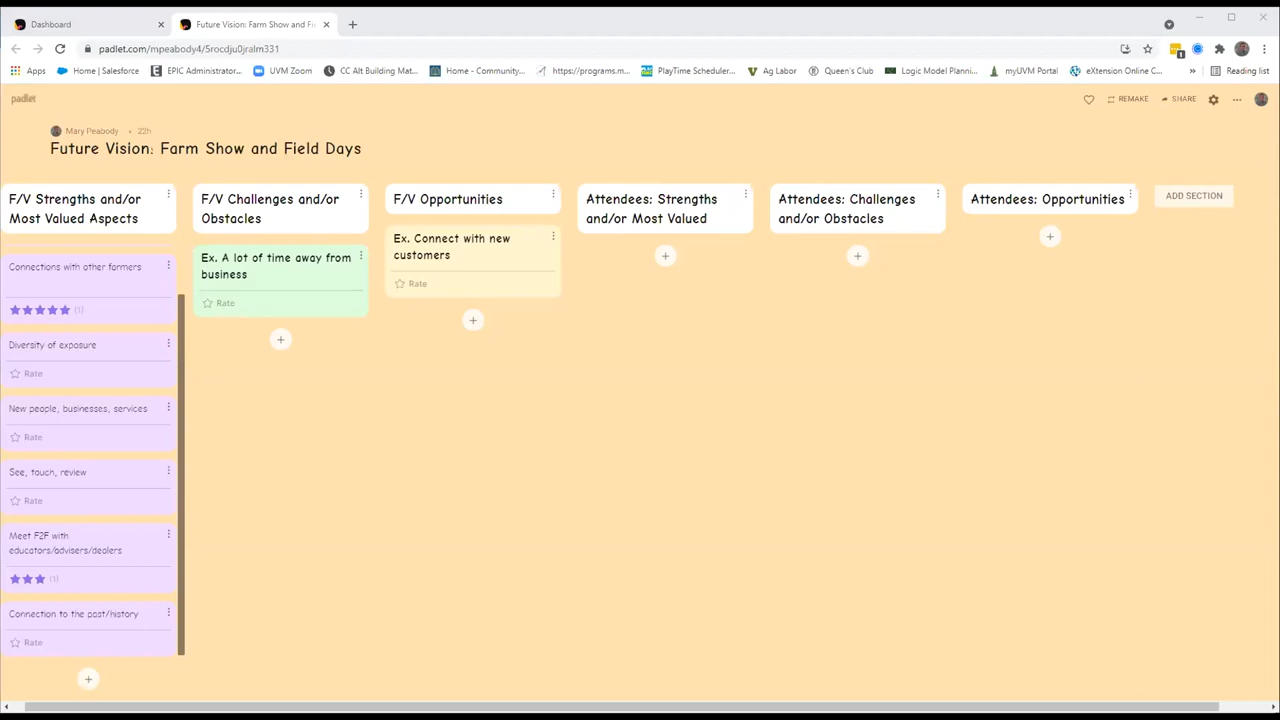 Dashboard
Future Vision: Farm Show and Fi
padlet.com/mpeabody4/5rocdju0jralm331
1
Apps
Home | Salesforce
EPIC Administrator...
UVM Zoom
CC Alt Building Mat...
Home - Community...
https://programs.m...
PlayTime Scheduler...
Ag Labor
Queen's Club
Logic Model Planni...
myUVM Portal
eXtension Online C...
Reading list
padlet
REMAKE
SHARE
Mary Peabody • 22h
Future Vision: Farm Show and Field Days
F/V Strengths and/or
Most Valued Aspects
Connections with other farmers
(1)
Diversity of exposure
Rate
New people, businesses, services
Rate
See, touch, review
Rate
Meet F2F with
educators/advisers/dealers
(1)
Connection to the past/history
Rate
F/V Challenges and/or
Obstacles
Ex. A lot of time away from
business
Rate
F/V Opportunities
Ex. Connect with new
customers
Rate
Attendees: Strengths
and/or Most Valued
Attendees: Challenges
and/or Obstacles
Attendees: Opportunities
ADD SECTION